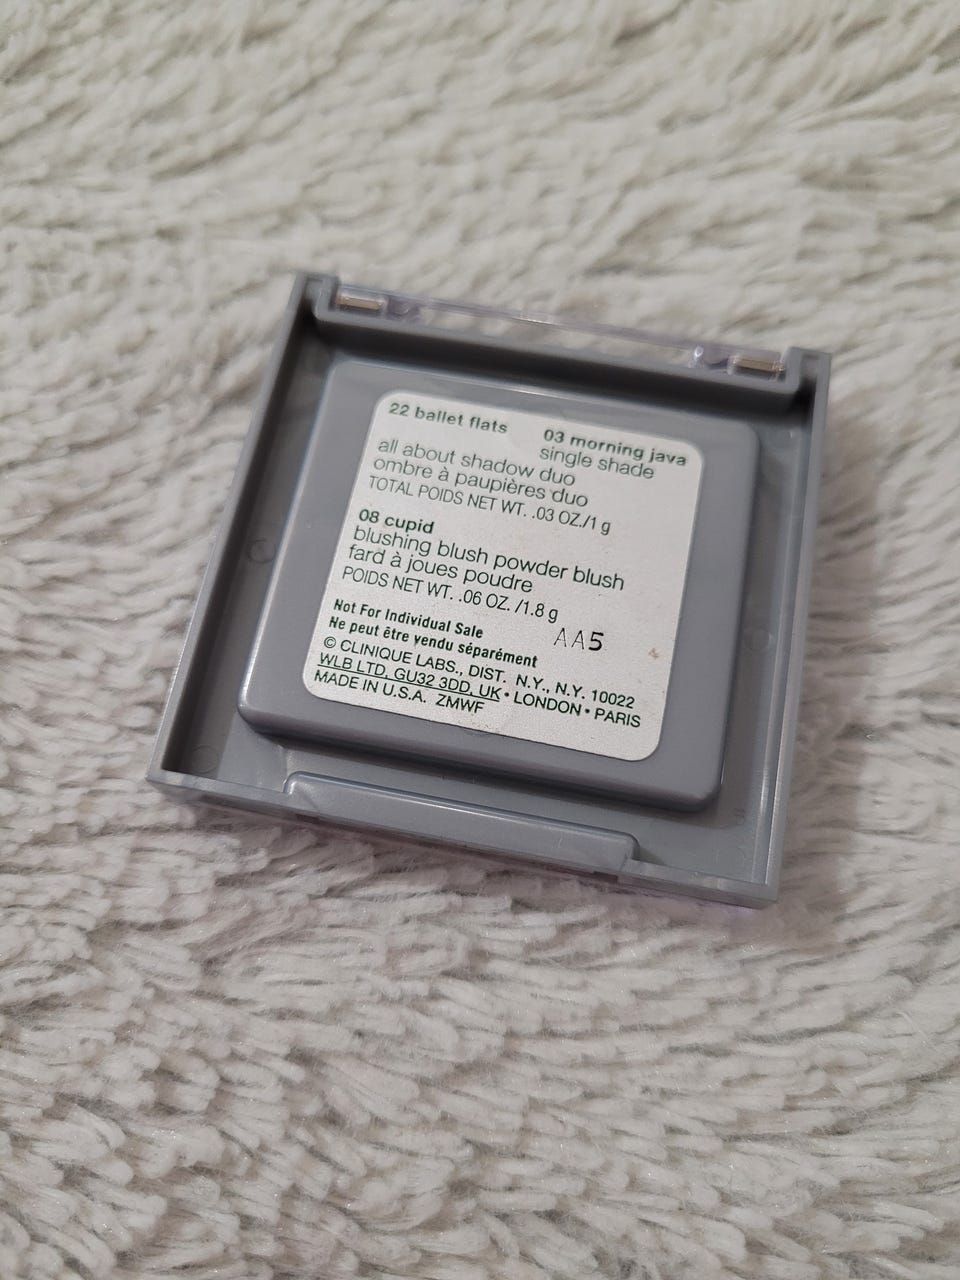 22 ballet flats
03 morning java
single shade
all about shadow duo
ombre à paupières duo
TOTAL POIDS NET WT. .03 OZ./1 g
08 cupid
blushing blush powder blush
fard à joues poudre
POIDS NET WT. .06 OZ. /1.8 g
Not For Individual Sale
Ne peut être vendu séparément
AA5
© CLINIQUE LABS., DIST. N.Y., N.Y. 10022
WLB LTD, GU32 3DD, UK • LONDON • PARIS
MADE IN U.S.A. ZMWF